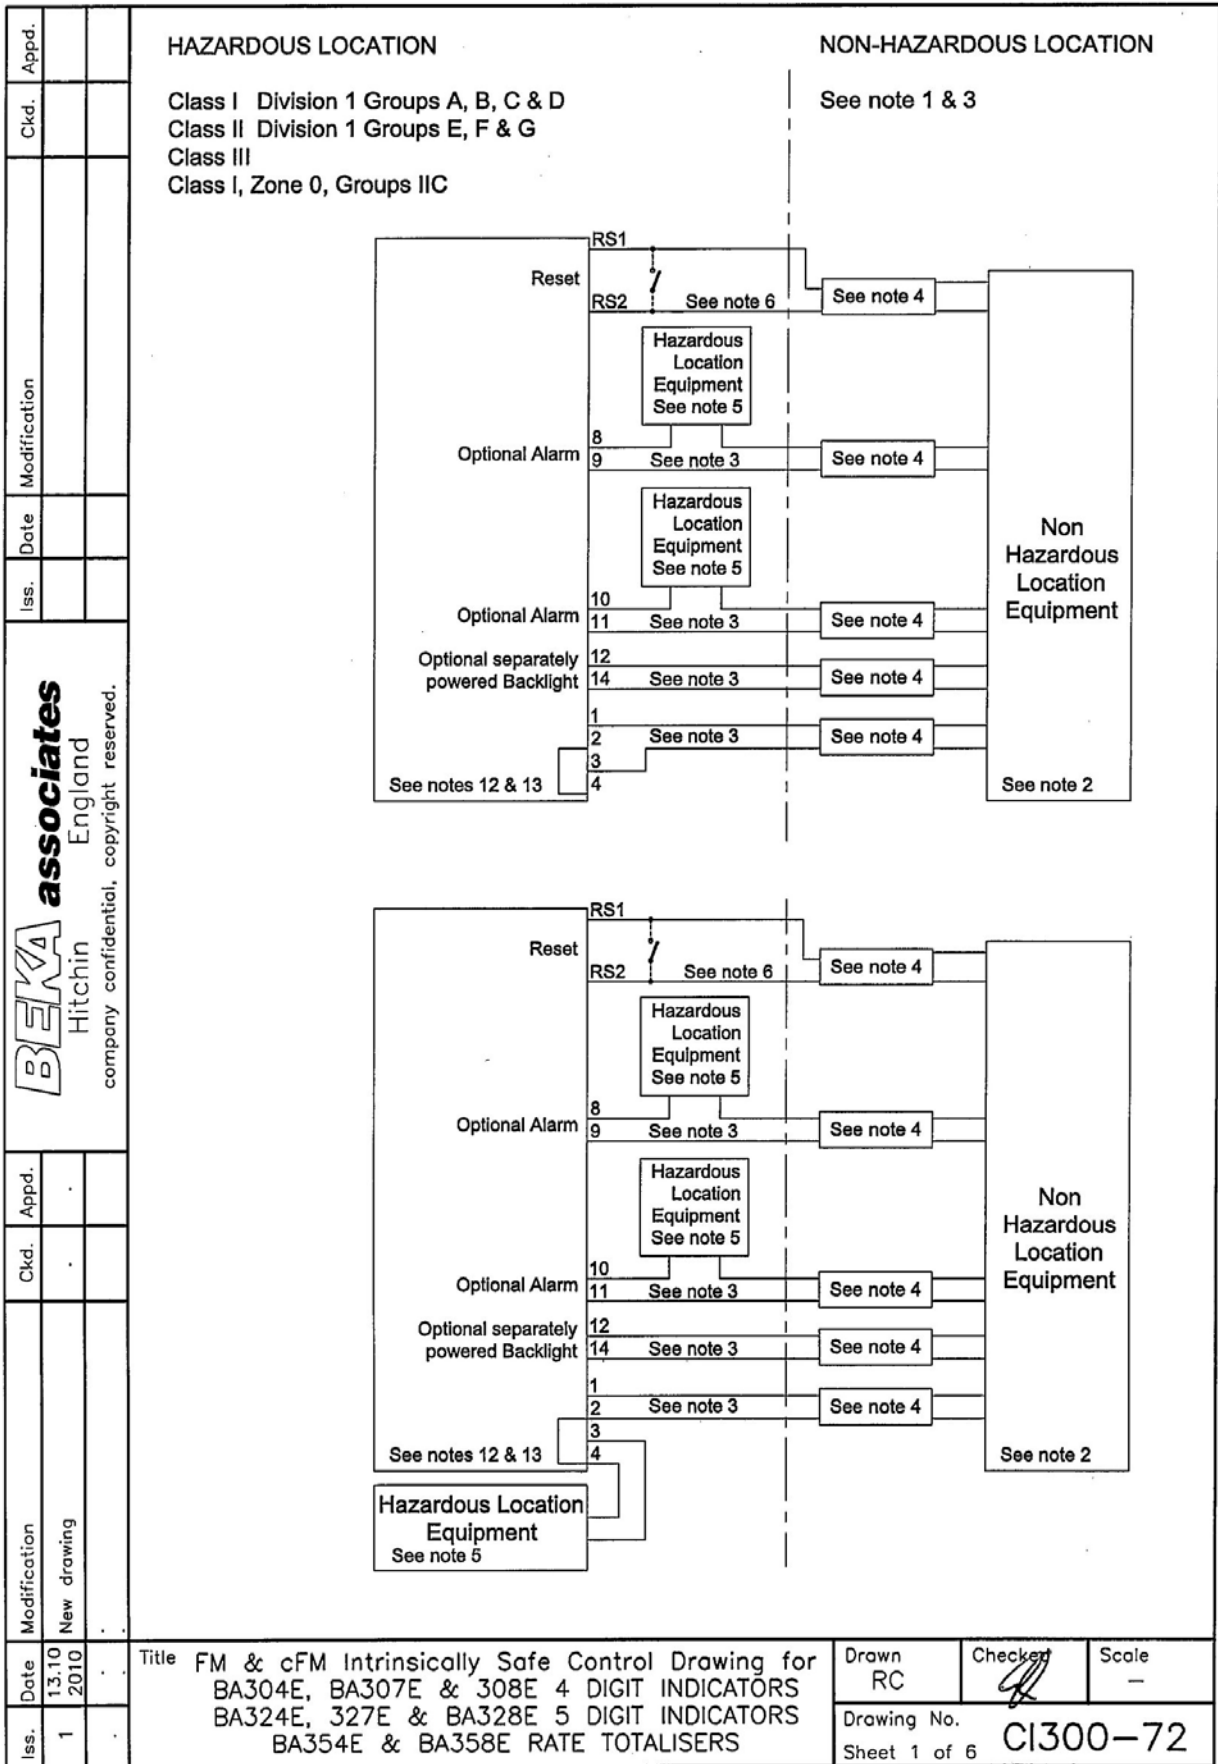 HAZARDOUS LOCATION
Class I Division 1 Groups A, B, C & D
Class II Division 1 Groups E, F & G
Class III
Class I, Zone 0, Groups IIC
NON-HAZARDOUS LOCATION
See note 1 & 3
RS1
Reset
RS2
See note 6
See note 4
Hazardous
Location
Equipment
See note 5
8
Optional Alarm
9
See note 3
See note 4
Hazardous
Location
Equipment
See note 5
10
Optional Alarm
11
See note 3
See note 4
Optional separately
powered Backlight
12
14
See note 3
See note 4
1
2
See note 3
See note 4
3
4
See notes 12 & 13
Non
Hazardous
Location
Equipment
See note 2
RS1
Reset
RS2
See note 6
See note 4
Hazardous
Location
Equipment
See note 5
8
Optional Alarm
9
See note 3
See note 4
Hazardous
Location
Equipment
See note 5
10
Optional Alarm
11
See note 3
See note 4
Optional separately
powered Backlight
12
14
See note 3
See note 4
1
2
See note 3
See note 4
3
4
See notes 12 & 13
Non
Hazardous
Location
Equipment
See note 2
Hazardous Location
Equipment
See note 5
Iss. Date Modification Ckd. Appd.
BEKA associates
Hitchin England
company confidential, copyright reserved.
Iss. Date Modification Ckd. Appd.
1 13.10 2010 New drawing . .
Title FM & cFM Intrinsically Safe Control Drawing for
BA304E, BA307E & 308E 4 DIGIT INDICATORS
BA324E, 327E & BA328E 5 DIGIT INDICATORS
BA354E & BA358E RATE TOTALISERS
Drawn
RC
Checked
Scale
—
Drawing No.
Sheet 1 of 6
CI300-72